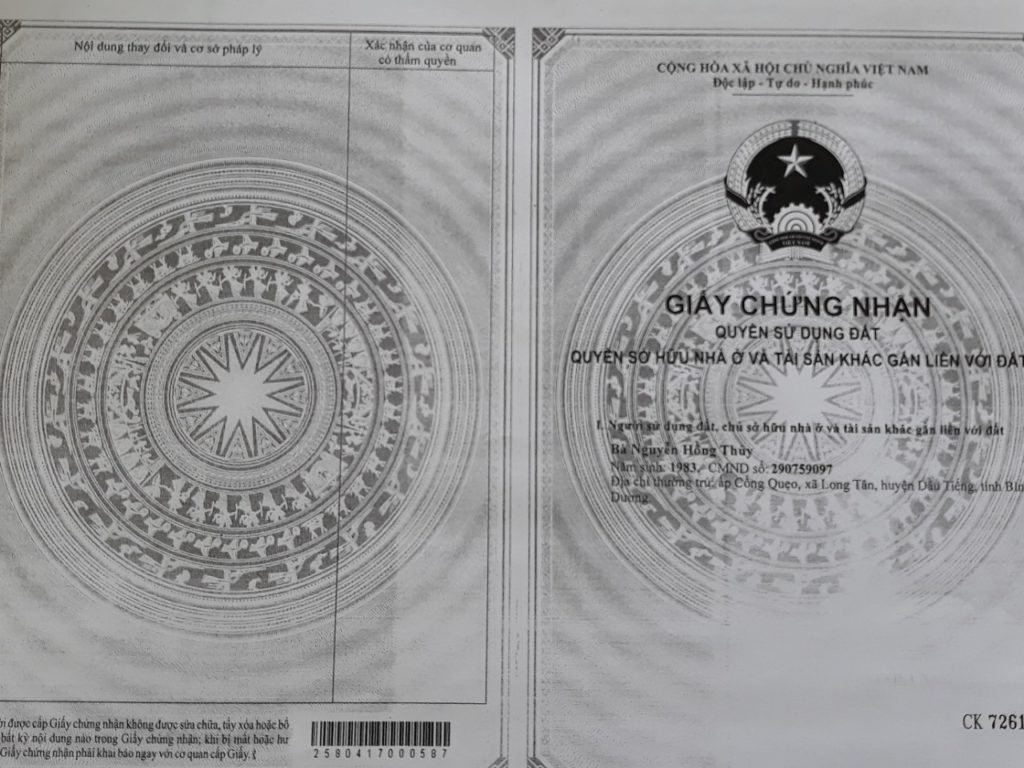 Nội dung thay đổi và cơ sở pháp lý
Xác nhận của cơ quan
có thẩm quyền
ời được cấp Giấy chứng nhận không được sửa chữa, tẩy xóa hoặc bổ
bất kỳ nội dung nào trong Giấy chứng nhận; khi bị mất hoặc hư
Giấy chứng nhận phải khai báo ngay với cơ quan cấp Giấy.
2580417000587
CỘNG HÒA XÃ HỘI CHỦ NGHĨA VIỆT NAM
Độc lập - Tự do - Hạnh phúc
VIỆT NAM
GIẤY CHỨNG NHẬN
QUYỀN SỬ DỤNG ĐẤT
QUYỀN SỞ HỮU NHÀ Ở VÀ TÀI SẢN KHÁC GẮN LIỀN VỚI ĐẤT
I. Người sử dụng đất, chủ sở hữu nhà ở và tài sản khác gắn liền với đất
Bà Nguyễn Hồng Thủy
Năm sinh: 1983, CMND số: 290759097
Địa chỉ thường trú: ấp Cống Quẹo, xã Long Tân, huyện Dầu Tiếng, tỉnh Bìn
Dương.
CK 7261